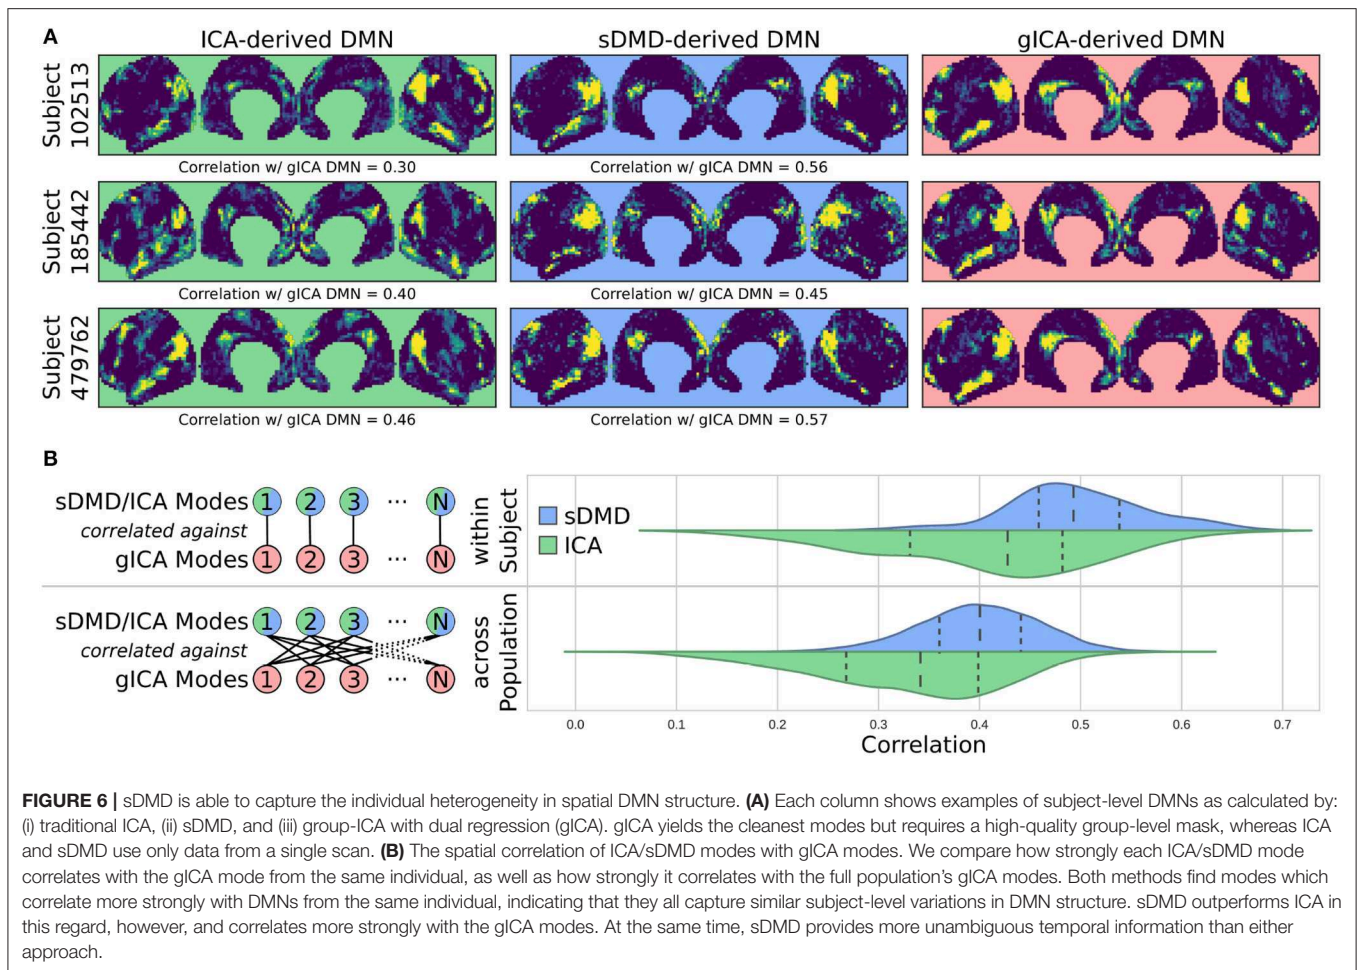 A
ICA-derived DMN
sDMD-derived DMN
gICA-derived DMN
Subject
102513
Correlation w/ gICA DMN = 0.30
Correlation w/ gICA DMN = 0.56
Subject
185442
Correlation w/ gICA DMN = 0.40
Correlation w/ gICA DMN = 0.45
Subject
479762
Correlation w/ gICA DMN = 0.46
Correlation w/ gICA DMN = 0.57
B
sDMD/ICA Modes 1 2 3 ... N
correlated against
gICA Modes 1 2 3 ... N
within
Subject
sDMD
ICA
sDMD/ICA Modes 1 2 3 ... N
correlated against
gICA Modes 1 2 3 ... N
across
Population
0.0 0.1 0.2 0.3 0.4 0.5 0.6 0.7
Correlation
FIGURE 6 | sDMD is able to capture the individual heterogeneity in spatial DMN structure. (A) Each column shows examples of subject-level DMNs as calculated by:
(i) traditional ICA, (ii) sDMD, and (iii) group-ICA with dual regression (gICA). gICA yields the cleanest modes but requires a high-quality group-level mask, whereas ICA
and sDMD use only data from a single scan. (B) The spatial correlation of ICA/sDMD modes with gICA modes. We compare how strongly each ICA/sDMD mode
correlates with the gICA mode from the same individual, as well as how strongly it correlates with the full population's gICA modes. Both methods find modes which
correlate more strongly with DMNs from the same individual, indicating that they all capture similar subject-level variations in DMN structure. sDMD outperforms ICA in
this regard, however, and correlates more strongly with the gICA modes. At the same time, sDMD provides more unambiguous temporal information than either
approach.